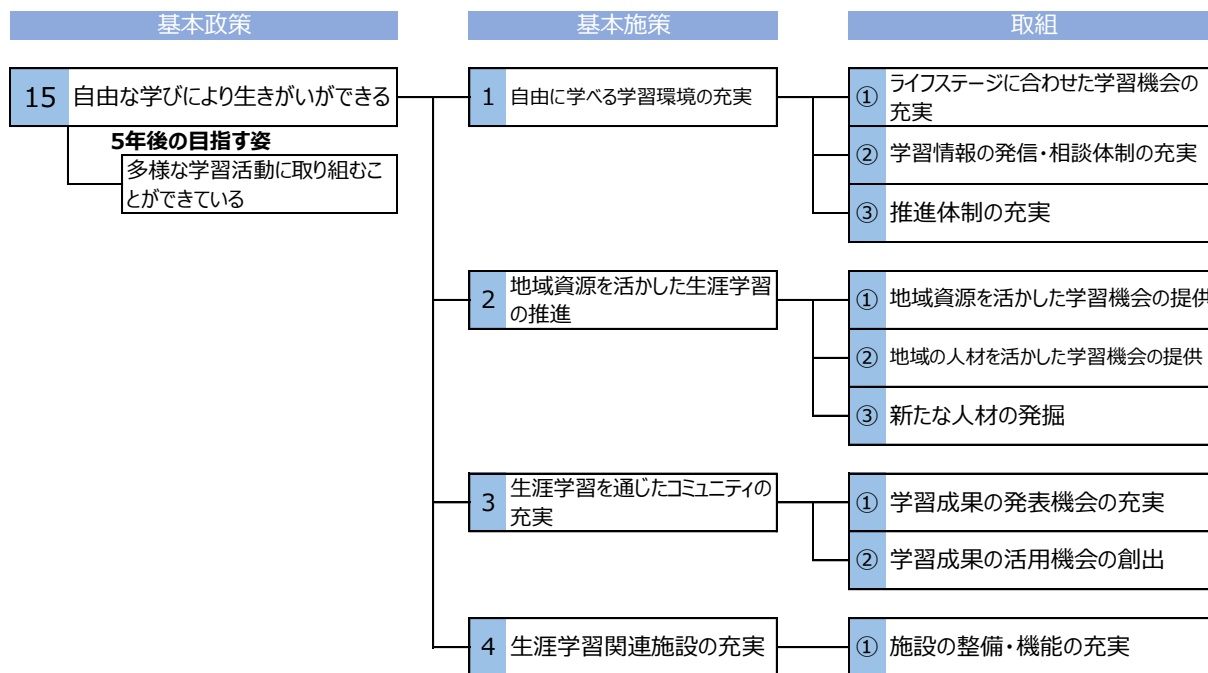 基本政策
基本施策
取組
15 自由な学びにより生きがいができる
5年後の目指す姿
多様な学習活動に取り組むこ
とができている
1 自由に学べる学習環境の充実
① ライフステージに合わせた学習機会の
充実
② 学習情報の発信・相談体制の充実
③ 推進体制の充実
2 地域資源を活かした生涯学習
の推進
① 地域資源を活かした学習機会の提供
② 地域の人材を活かした学習機会の提供
③ 新たな人材の発掘
3 生涯学習を通じたコミュニティの
充実
① 学習成果の発表機会の充実
② 学習成果の活用機会の創出
4 生涯学習関連施設の充実
① 施設の整備・機能の充実